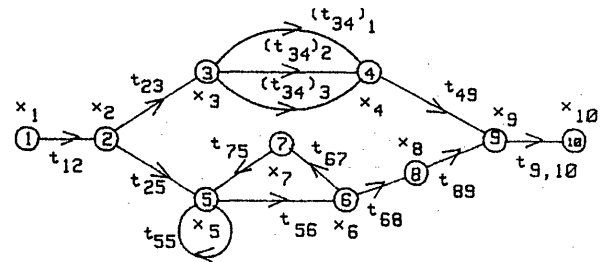 (t34)1
(t34)2
3 4
(t34)3
t23 x3 x4 t49
x1 x2 x9 x10
1 2 7 9 10
t12 t75 t67 x8 t9,10
t25 x7 8
5 6 t68 t89
t55 x5 t56 x6